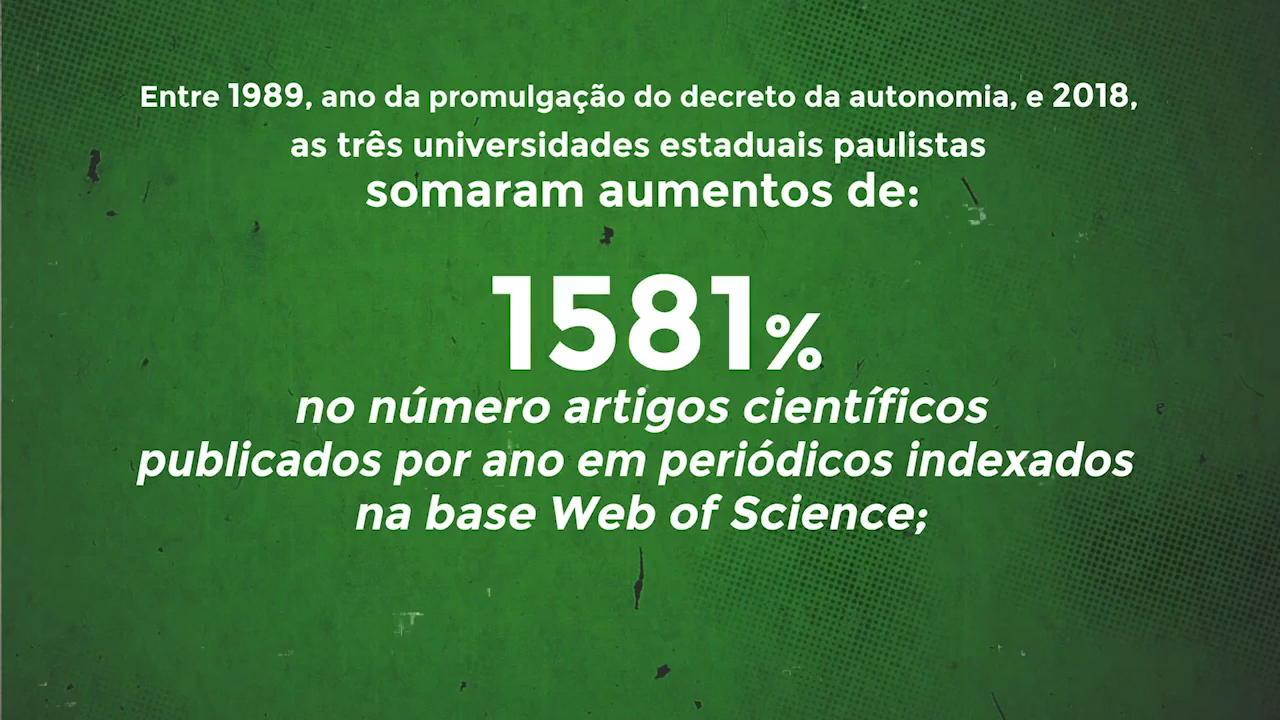 Entre 1989, ano da promulgação do decreto da autonomia, e 2018,
as três universidades estaduais paulistas
somaram aumentos de:
1581%
no número artigos científicos
publicados por ano em periódicos indexados
na base Web of Science;